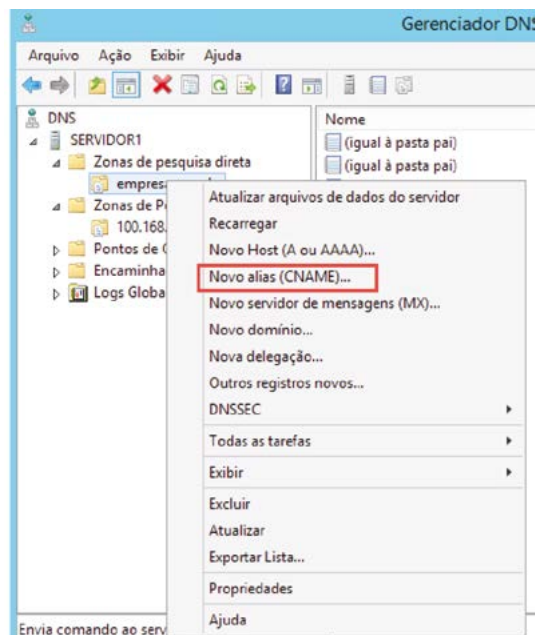 Gerenciador DNS
Arquivo Ação Exibir Ajuda
DNS
SERVIDOR1
Zonas de pesquisa direta
empresa
Zonas de P
100.168.
Pontos de
Encaminha
Logs Globa
Nome
(igual à pasta pai)
(igual à pasta pai)
Atualizar arquivos de dados do servidor
Recarregar
Novo Host (A ou AAAA)...
Novo alias (CNAME)...
Novo servidor de mensagens (MX)...
Novo domínio...
Nova delegação...
Outros registros novos...
DNSSEC
Todas as tarefas
Exibir
Excluir
Atualizar
Exportar Lista...
Propriedades
Ajuda
Envia comando ao serv